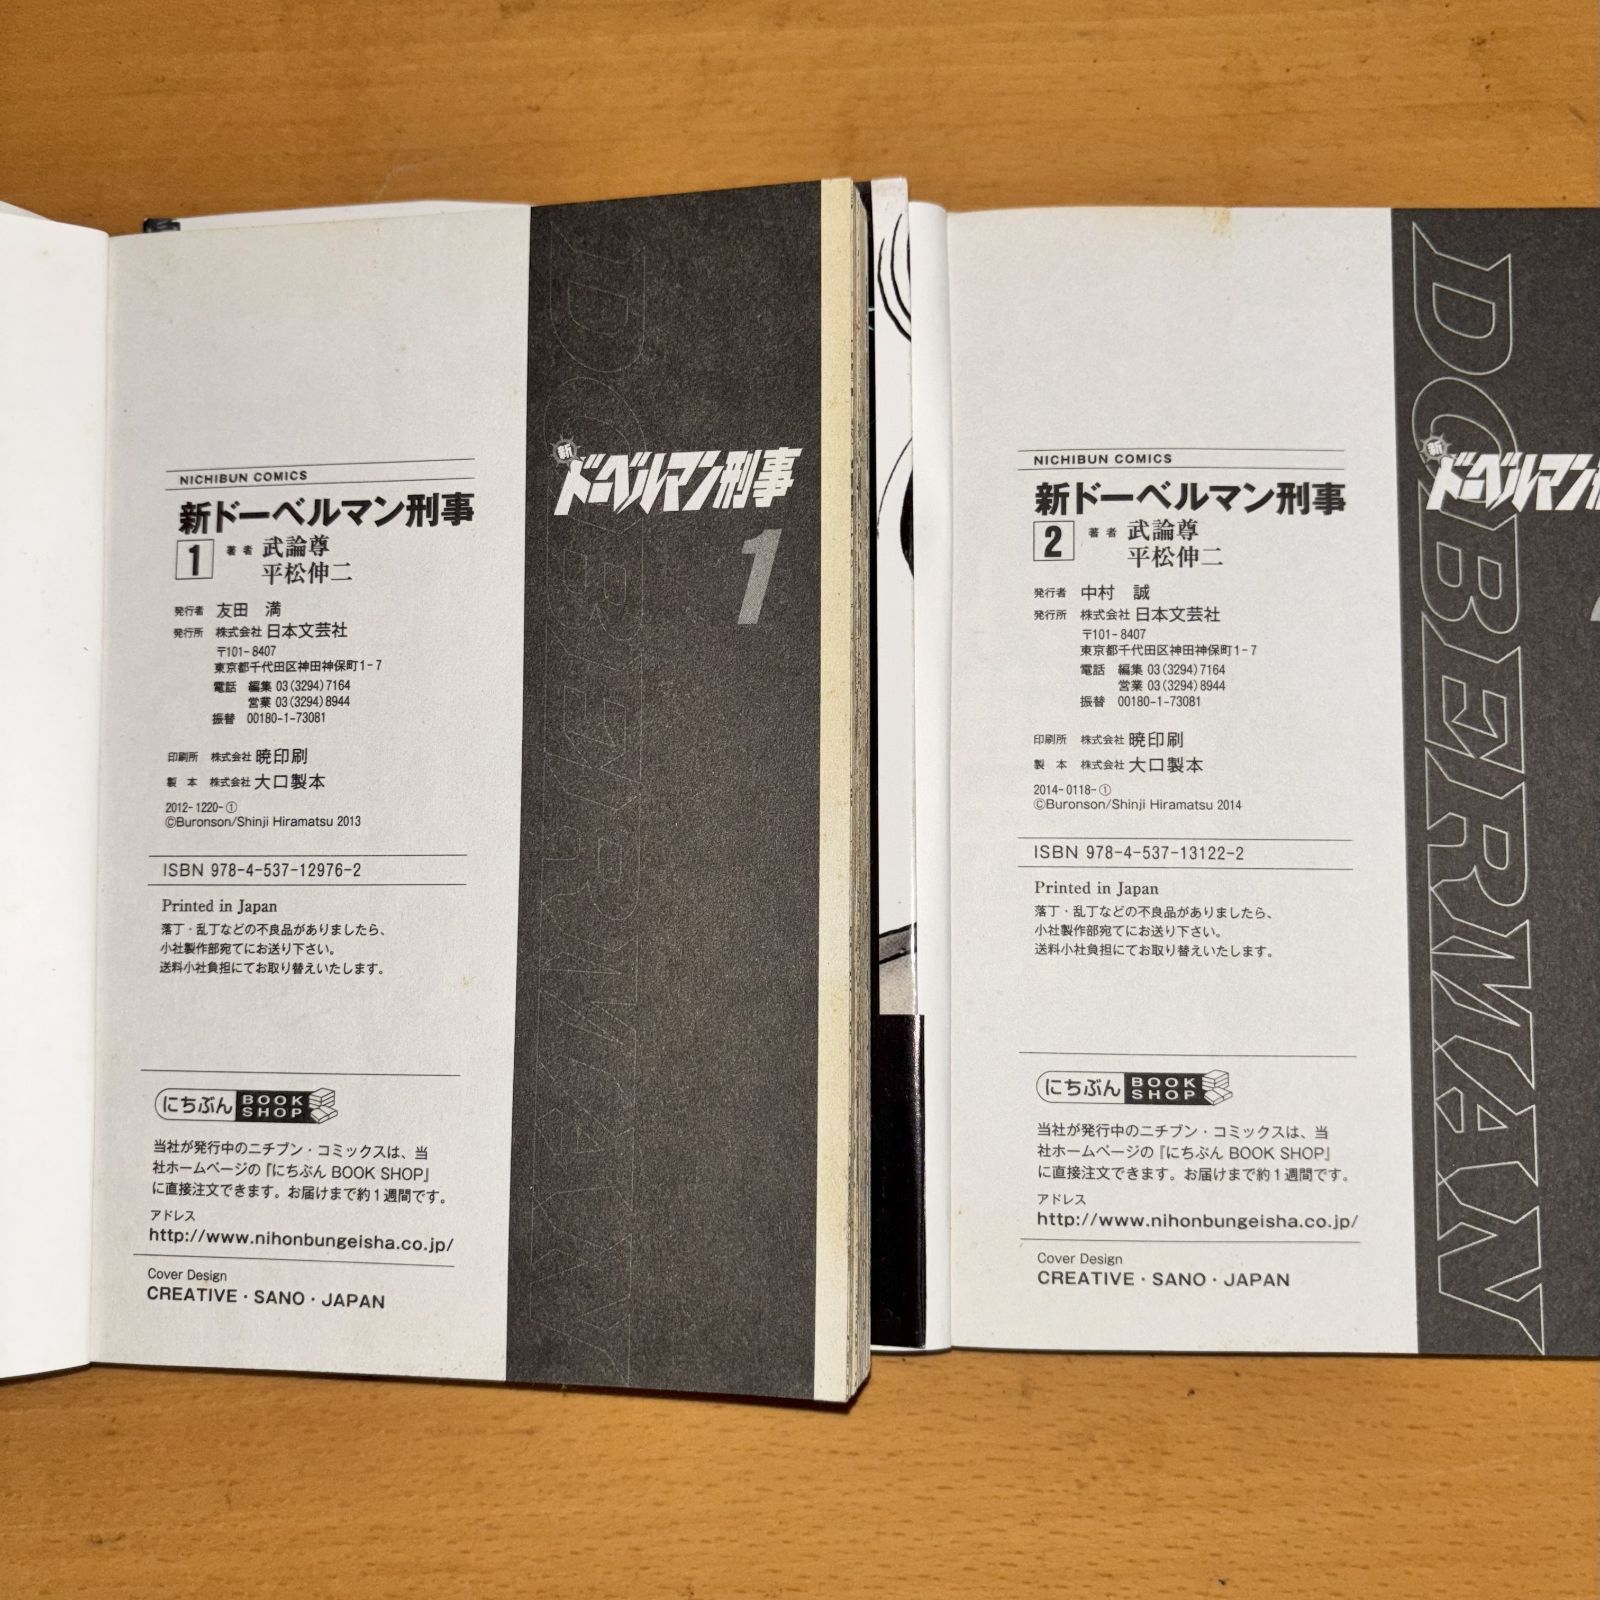 NICHIBUN COMICS
新ドーベルマン刑事
1 著者 武論尊
平松伸二
発行者 友田 満
発行所 株式会社 日本文芸社
〒101-8407
東京都千代田区神田神保町1-7
電話 編集 03(3294)7164
営業 03(3294)8944
振替 00180-1-73081
印刷所 株式会社 暁印刷
製本 株式会社 大口製本
2012-1220-①
©Buronson/Shinji Hiramatsu 2013
ISBN 978-4-537-12976-2
Printed in Japan
落丁・乱丁などの不良品がありましたら、
小社製作部宛てにお送り下さい。
送料小社負担にてお取り替えいたします。
にちぶん BOOK SHOP
当社が発行中のニチブン・コミックスは、当
社ホームページの『にちぶん BOOK SHOP』
に直接注文できます。お届けまで約1週間です。
アドレス
http://www.nihonbungeisha.co.jp/
Cover Design
CREATIVE・SANO・JAPAN
DOBERMAN
新ドーベルマン刑事
1
NICHIBUN COMICS
新ドーベルマン刑事
2 著者 武論尊
平松伸二
発行者 中村 誠
発行所 株式会社 日本文芸社
〒101-8407
東京都千代田区神田神保町1-7
電話 編集 03(3294)7164
営業 03(3294)8944
振替 00180-1-73081
印刷所 株式会社 暁印刷
製本 株式会社 大口製本
2014-0118-①
©Buronson/Shinji Hiramatsu 2014
ISBN 978-4-537-13122-2
Printed in Japan
落丁・乱丁などの不良品がありましたら、
小社製作部宛てにお送り下さい。
送料小社負担にてお取り替えいたします。
にちぶん BOOK SHOP
当社が発行中のニチブン・コミックスは、当
社ホームページの『にちぶん BOOK SHOP』
に直接注文できます。お届けまで約1週間です。
アドレス
http://www.nihonbungeisha.co.jp/
Cover Design
CREATIVE・SANO・JAPAN
DOBERMAN
新ドーベルマン